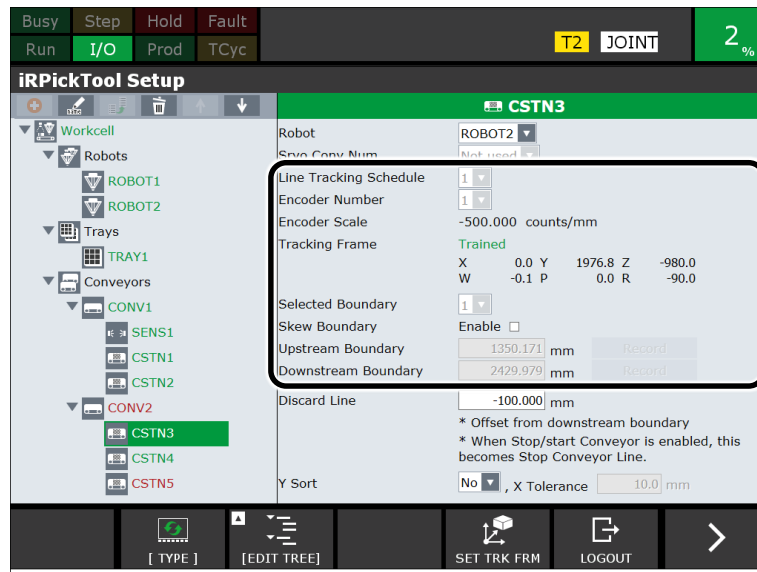 Busy Step Hold Fault
Run I/O Prod TCyc
T2 JOINT
2 %
iRPickTool Setup
CSTN3
Workcell
Robots
ROBOT1
ROBOT2
Trays
TRAY1
Conveyors
CONV1
SENS1
CSTN1
CSTN2
CONV2
CSTN3
CSTN4
CSTN5
Robot ROBOT2
Srvo Conv Num Not used
Line Tracking Schedule 1
Encoder Number 1
Encoder Scale -500.000 counts/mm
Tracking Frame Trained
X 0.0 Y 1976.8 Z -980.0
W -0.1 P 0.0 R -90.0
Selected Boundary 1
Skew Boundary Enable
Upstream Boundary 1350.171 mm Record
Downstream Boundary 2429.979 mm Record
Discard Line -100.000 mm
* Offset from downstream boundary
* When Stop/start Conveyor is enabled, this
becomes Stop Conveyor Line.
Y Sort No , X Tolerance 10.0 mm
[ TYPE ] [EDIT TREE] SET TRK FRM LOGOUT